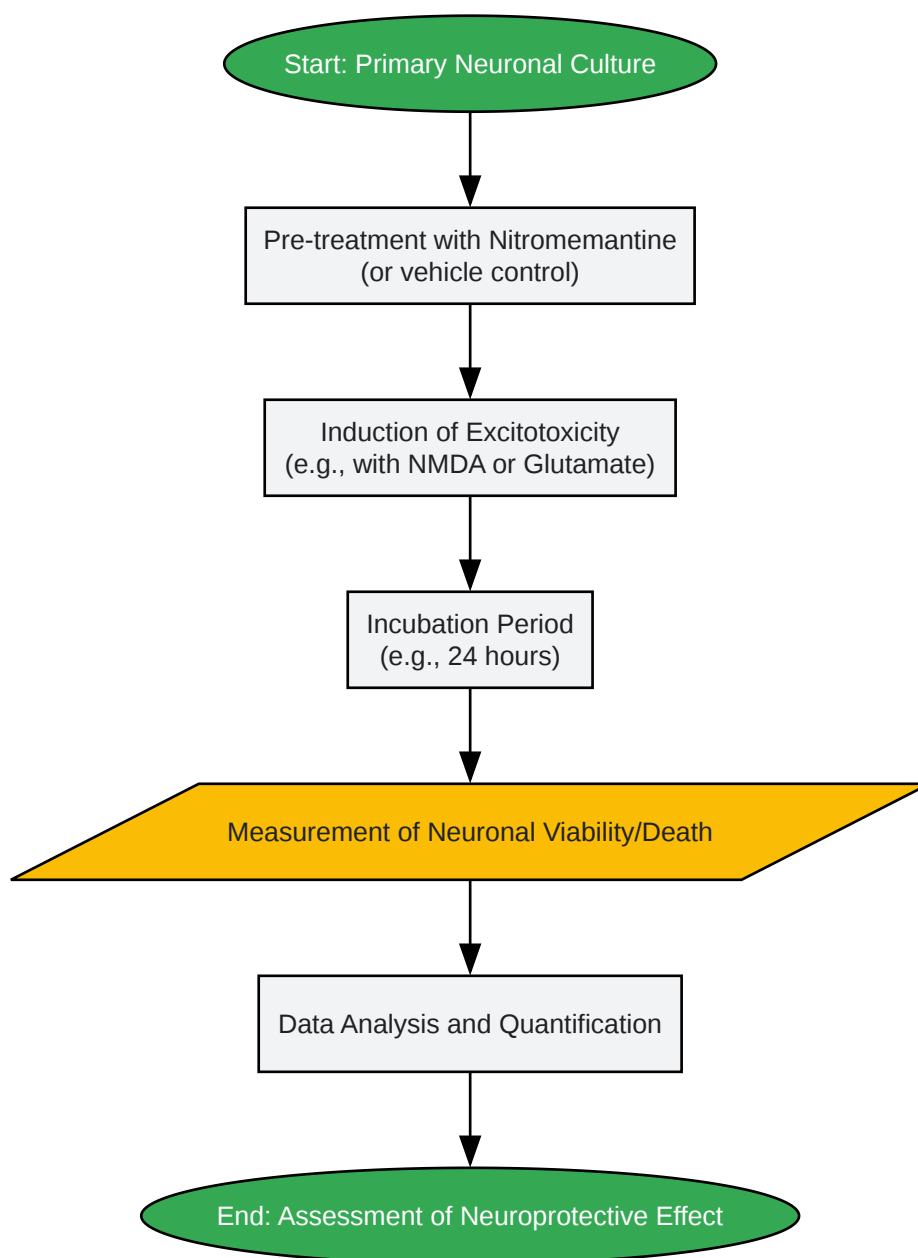 Start: Primary Neuronal Culture
Pre-treatment with Nitromemantine
(or vehicle control)
Induction of Excitotoxicity
(e.g., with NMDA or Glutamate)
Incubation Period
(e.g., 24 hours)
Measurement of Neuronal Viability/Death
Data Analysis and Quantification
End: Assessment of Neuroprotective Effect